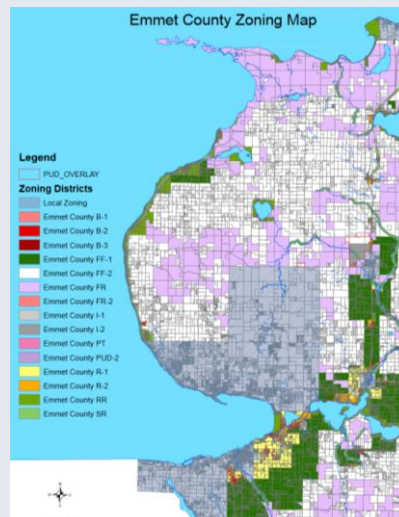 Emmet County Zoning Map
Legend
PUD_OVERLAY
Zoning Districts
Local Zoning
Emmet County B-1
Emmet County B-2
Emmet County B-3
Emmet County FF-1
Emmet County FF-2
Emmet County FR
Emmet County FR-2
Emmet County I-1
Emmet County I-2
Emmet County PT
Emmet County PUD-2
Emmet County R-1
Emmet County R-2
Emmet County RR
Emmet County SR